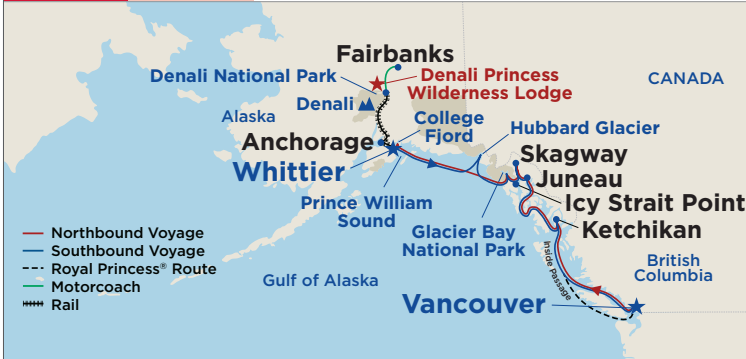 Fairbanks
Denali National Park
Denali Princess
Wilderness Lodge
CANADA
Denali
Alaska
College
Fjord
Hubbard Glacier
Anchorage
Whittier
Skagway
Juneau
Icy Strait Point
Ketchikan
Prince William
Sound
Glacier Bay
National Park
Northbound Voyage
Southbound Voyage
Royal Princess® Route
Motorcoach
Rail
Gulf of Alaska
Inside Passage
British
Columbia
Vancouver